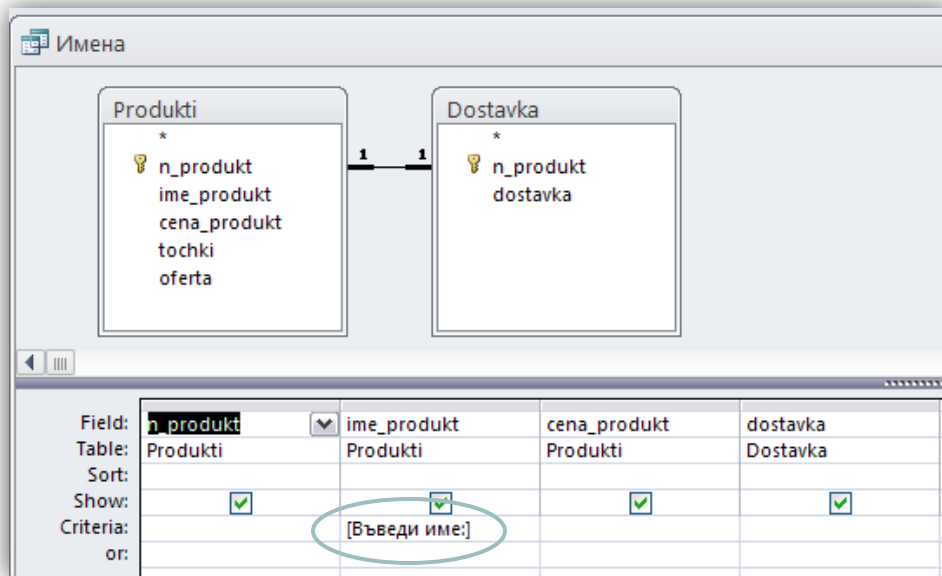 Имена
Produkti
*
n_produkt
ime_produkt
cena_produkt
tochki
oferta
1 1
Dostavka
*
n_produkt
dostavka
Field: n_produkt ime_produkt cena_produkt dostavka
Table: Produkti Produkti Produkti Dostavka
Sort:
Show:
Criteria: [Въведи име:]
or: